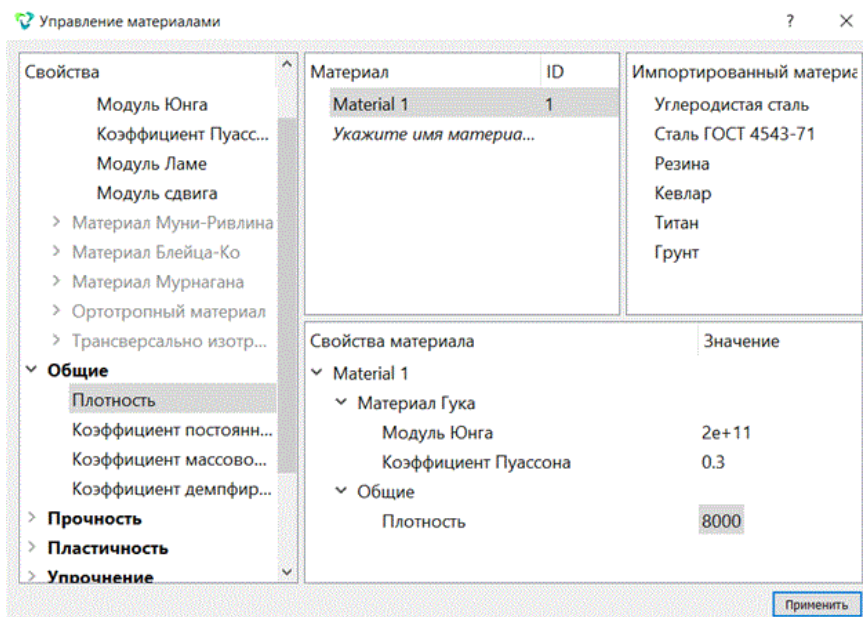 Управление материалами
?
Свойства
Модуль Юнга
Коэффициент Пуасс...
Модуль Ламе
Модуль сдвига
Материал Муни-Ривлина
Материал Блейца-Ко
Материал Мурнагана
Ортотропный материал
Трансверсально изотр...
Общие
Плотность
Коэффициент постоянн...
Коэффициент массово...
Коэффициент демпфир...
Прочность
Пластичность
Упрочнение
Материал ID
Material 1 1
Укажите имя материа...
Импортированный материа
Углеродистая сталь
Сталь ГОСТ 4543-71
Резина
Кевлар
Титан
Грунт
Свойства материала Значение
Material 1
Материал Гука
Модуль Юнга 2e+11
Коэффициент Пуассона 0.3
Общие
Плотность 8000
Применить